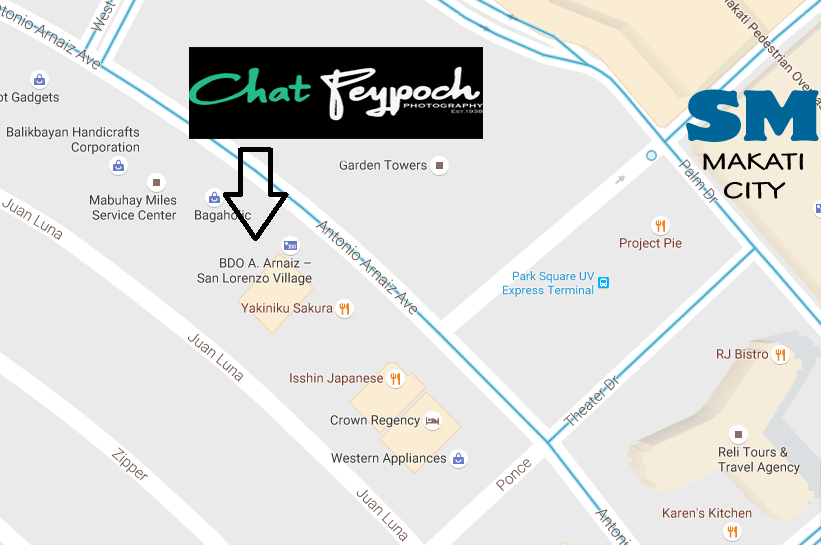 West
Antonio Arnaiz Ave
ot Gadgets
Balikbayan Handicrafts
Corporation
Mabuhay Miles
Service Center
Bagaholic
Juan Luna
Chat Peypoch
PHOTOGRAPHY
EST.1938
Garden Towers
Makati Pedestrian Overpa
SM
MAKATI
CITY
Palm Dr
Project Pie
Park Square UV
Express Terminal
Antonio Arnaiz Ave
BDO A. Arnaiz –
San Lorenzo Village
Yakiniku Sakura
Juan Luna
Isshin Japanese
Crown Regency
Western Appliances
Theater Dr
RJ Bistro
Reli Tours &
Travel Agency
Zipper
Ponce
Juan Luna
Karen's Kitchen
Antonio